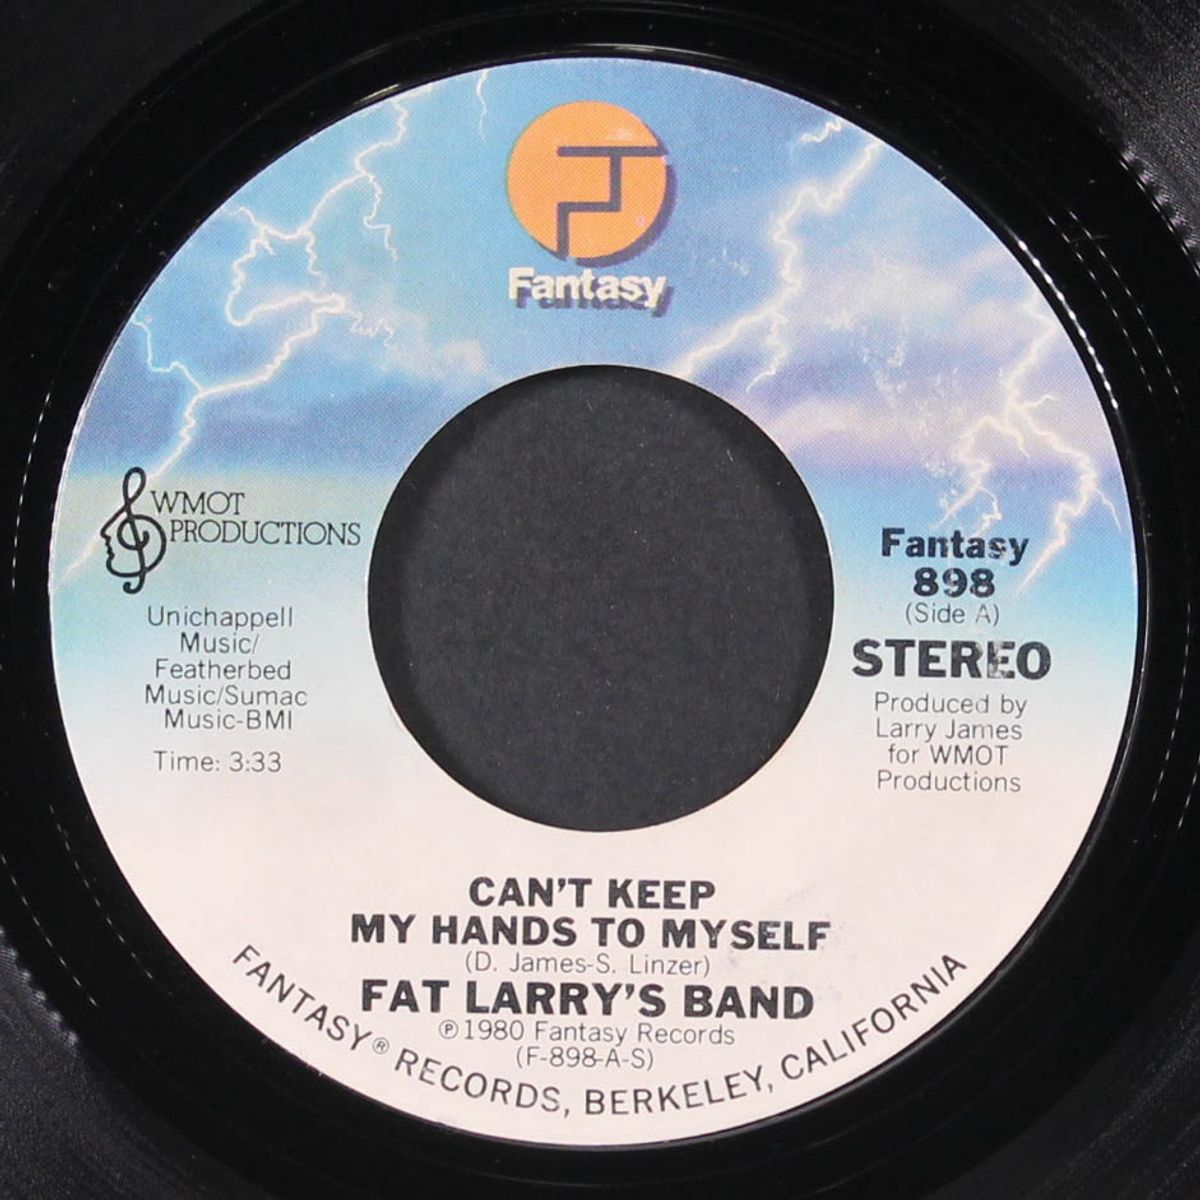 Fantasy
WMOT
PRODUCTIONS
Unichappell
Music/
Featherbed
Music/Sumac
Music-BMI
Time: 3:33
Fantasy
898
(Side A)
STEREO
Produced by
Larry James
for WMOT
Productions
CAN'T KEEP
MY HANDS TO MYSELF
(D. James-S. Linzer)
FAT LARRY'S BAND
℗1980 Fantasy Records
(F-898-A-S)
FANTASY® RECORDS, BERKELEY, CALIFORNIA